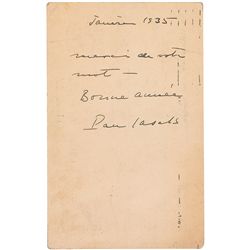 Janvier 1935
merci de votre
mot —
Bonne année
Pau Casals